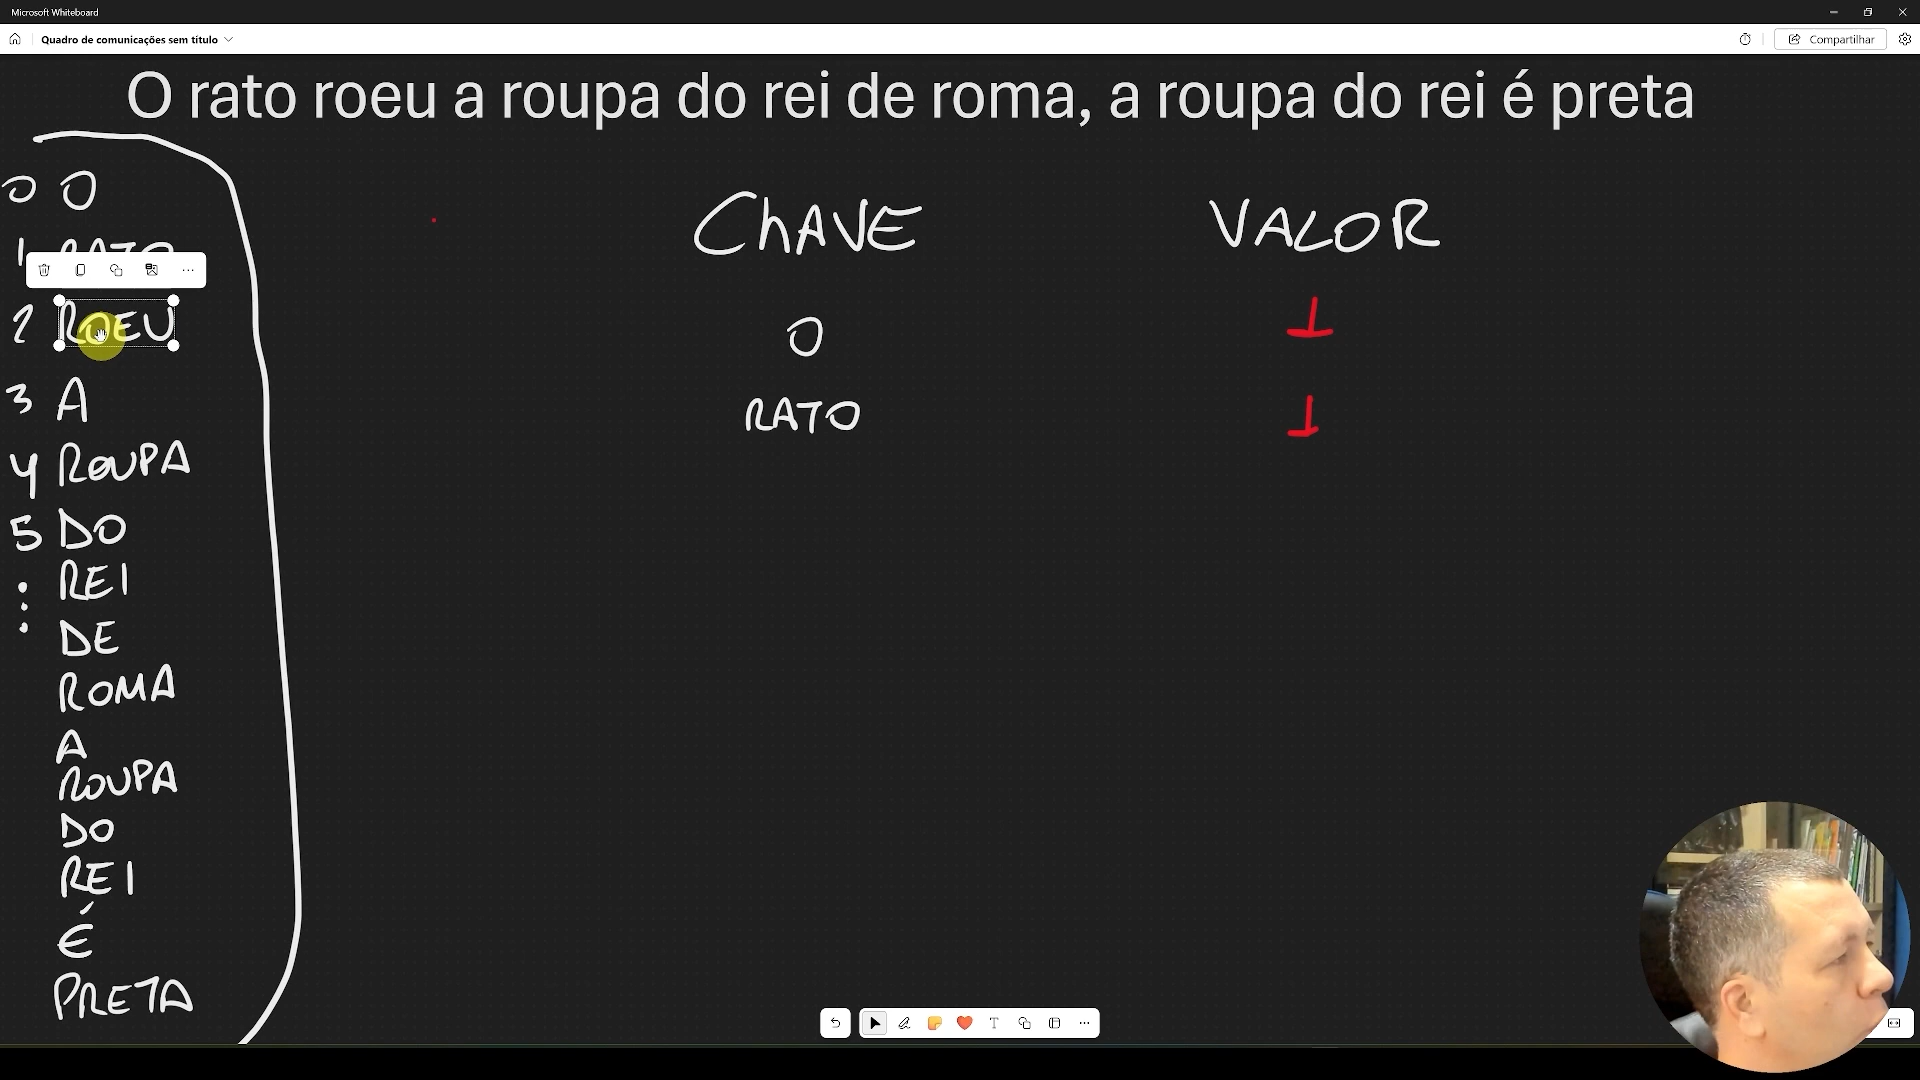 Microsoft Whiteboard
Quadro de comunicações sem título
Compartilhar
O rato roeu a roupa do rei de roma, a roupa do rei é preta
0 O
1 RATO
2 ROEU
3 A
4 ROUPA
5 DO
REI
DE
ROMA
A
ROUPA
DO
REI
É
PRETA
ChAVE VALOR
O 1
RATO 1
T